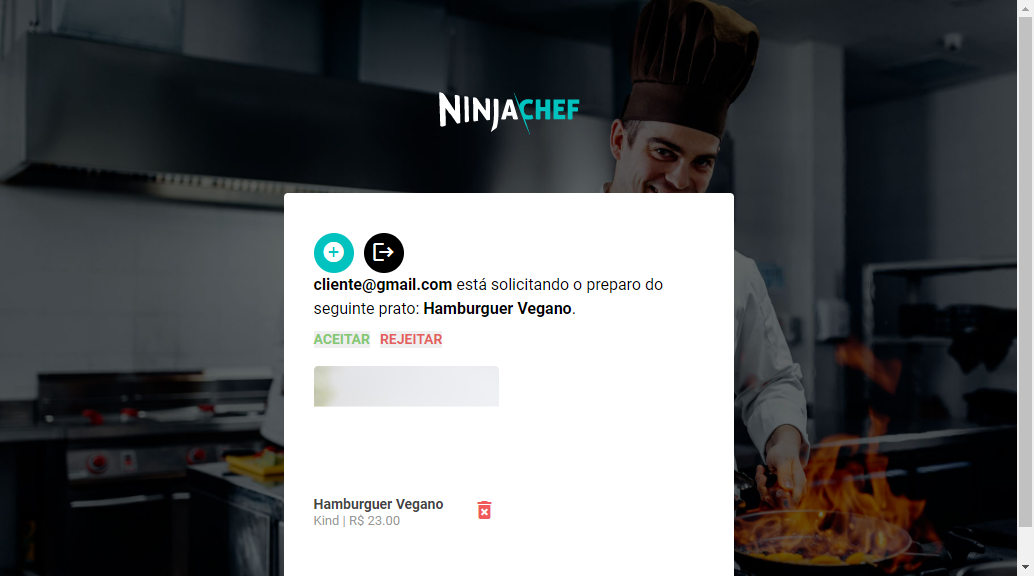 NINJACHEF
cliente@gmail.com está solicitando o preparo do
seguinte prato: Hamburguer Vegano.
ACEITAR REJEITAR
Hamburguer Vegano
Kind | R$ 23.00